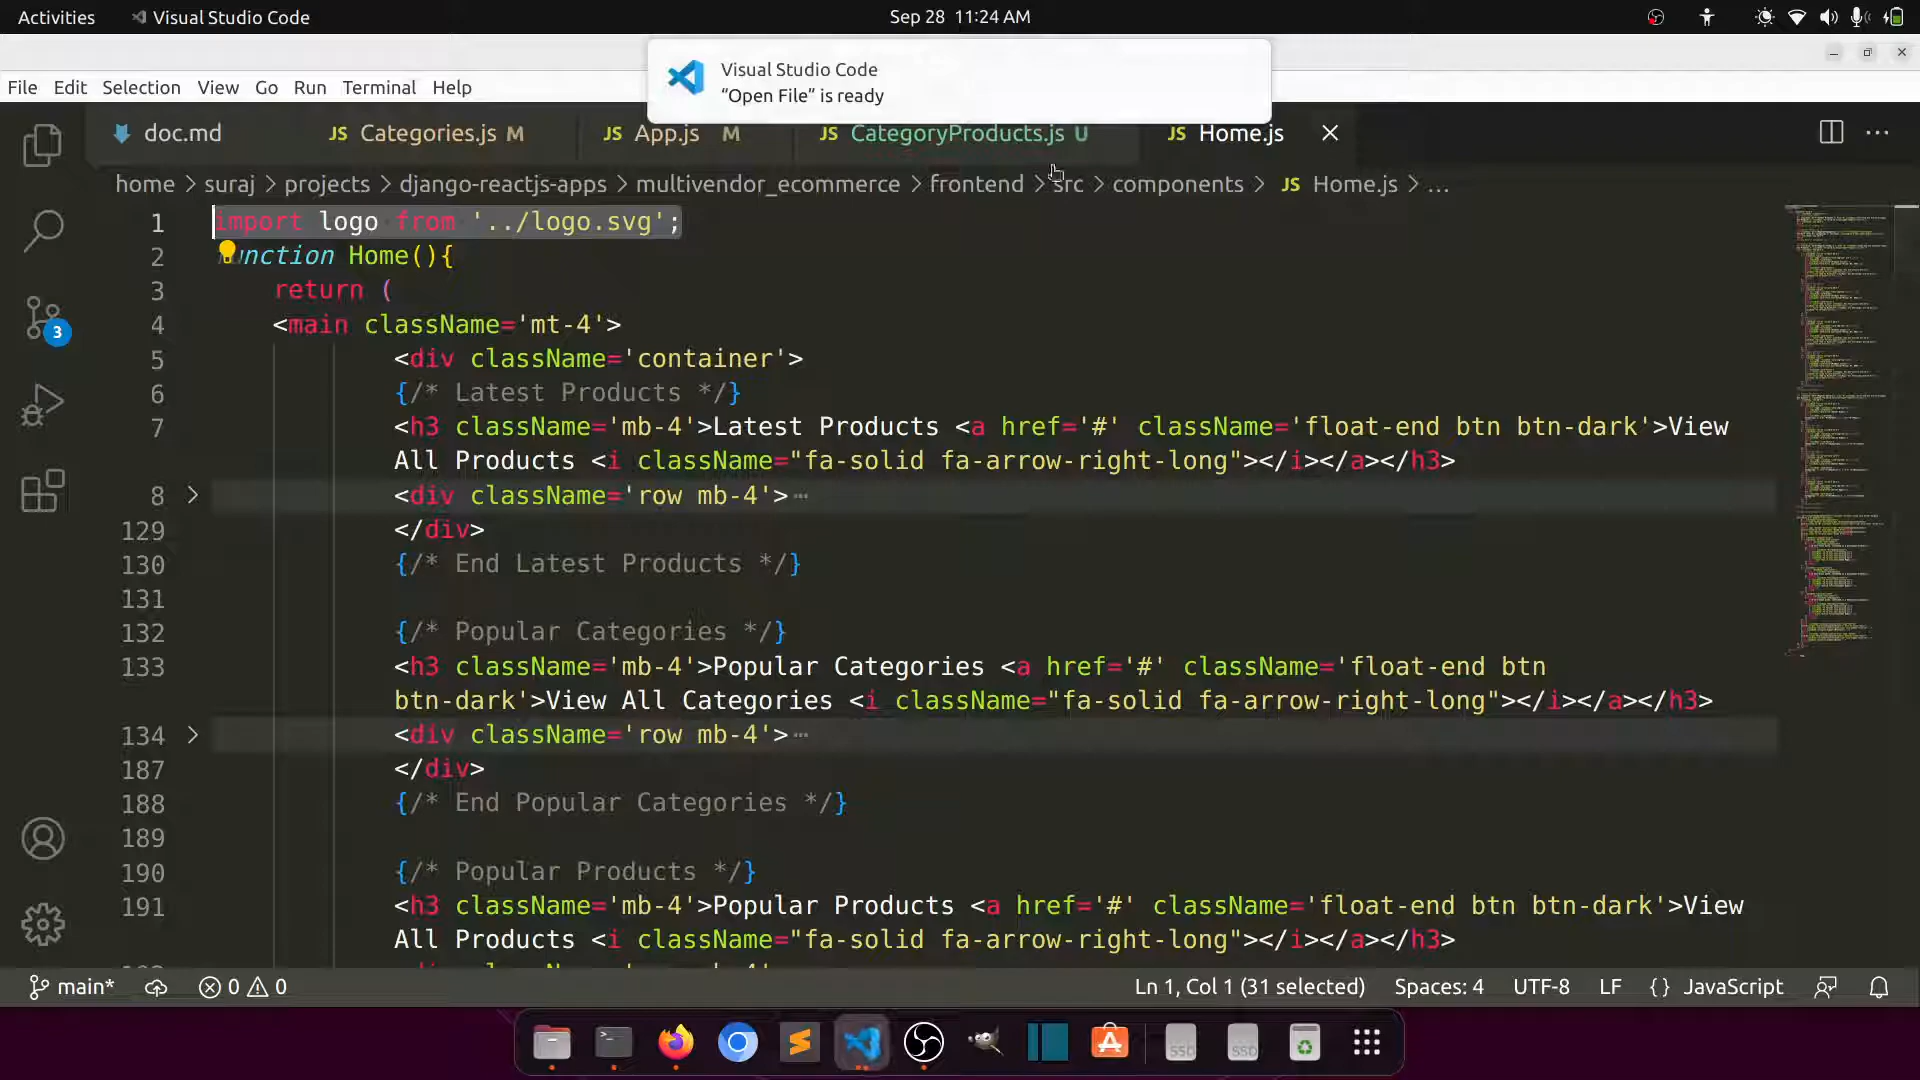 Activities
Visual Studio Code
Sep 28 11:24 AM
Visual Studio Code
“Open File” is ready
File Edit Selection View Go Run Terminal Help
doc.md
JS Categories.js M
JS App.js M
JS CategoryProducts.js U
JS Home.js
home > suraj > projects > django-reactjs-apps > multivendor_ecommerce > frontend > src > components > JS Home.js > ...
1 import logo from '../logo.svg';
2 unction Home(){
3 return (
4 <main className='mt-4'>
5 <div className='container'>
6 {/* Latest Products */}
7 <h3 className='mb-4'>Latest Products <a href='#' className='float-end btn btn-dark'>View
All Products <i className="fa-solid fa-arrow-right-long"></i></a></h3>
8 <div className='row mb-4'>⋯
129 </div>
130 {/* End Latest Products */}
131
132 {/* Popular Categories */}
133 <h3 className='mb-4'>Popular Categories <a href='#' className='float-end btn
btn-dark'>View All Categories <i className="fa-solid fa-arrow-right-long"></i></a></h3>
134 <div className='row mb-4'>⋯
187 </div>
188 {/* End Popular Categories */}
189
190 {/* Popular Products */}
191 <h3 className='mb-4'>Popular Products <a href='#' className='float-end btn btn-dark'>View
All Products <i className="fa-solid fa-arrow-right-long"></i></a></h3>
3
main*
0 0
Ln 1, Col 1 (31 selected)
Spaces: 4
UTF-8
LF
{ } JavaScript
SSD
SSD